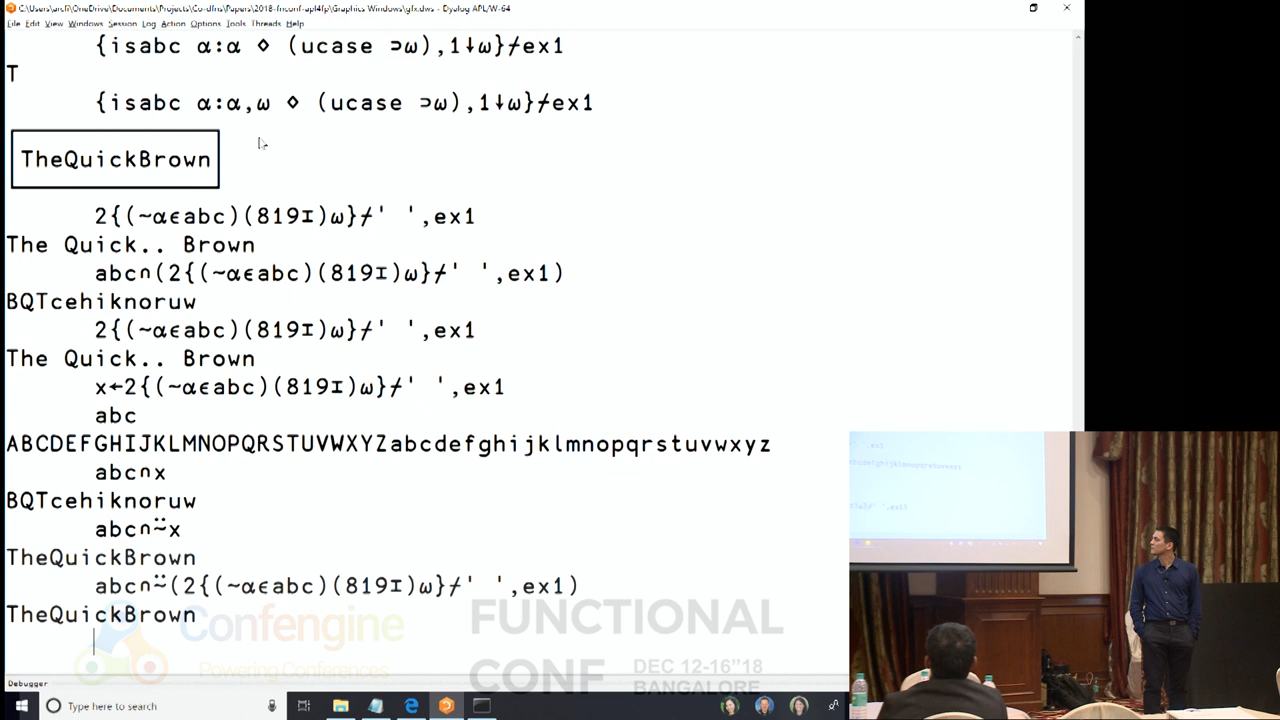 C:\Users\arcfi\OneDrive\Documents\Projects\Co-dfns\Papers\2018-fnconf-apl4fp\Graphics Windows\gfx.dws - Dyalog APL/W-64
File Edit View Windows Session Log Action Options Tools Threads Help
{isabc ⍺:⍺ ⋄ (ucase ⊃⍵),1↓⍵}⌿ex1
T
{isabc ⍺:⍺,⍵ ⋄ (ucase ⊃⍵),1↓⍵}⌿ex1
TheQuickBrown
2{(~⍺∊abc)(819⌶)⍵}⌿' ',ex1
The Quick.. Brown
abc∩(2{(~⍺∊abc)(819⌶)⍵}⌿' ',ex1)
BQTcehiknoruw
2{(~⍺∊abc)(819⌶)⍵}⌿' ',ex1
The Quick.. Brown
x←2{(~⍺∊abc)(819⌶)⍵}⌿' ',ex1
abc
ABCDEFGHIJKLMNOPQRSTUVWXYZabcdefghijklmnopqrstuvwxyz
abc∩x
BQTcehiknoruw
abc∩⍨x
TheQuickBrown
abc∩⍨(2{(~⍺∊abc)(819⌶)⍵}⌿' ',ex1)
TheQuickBrown
Confengine
Powering Conferences
FUNCTIONAL
CONF
DEC 12-16"18
BANGALORE
Debugger
Type here to search